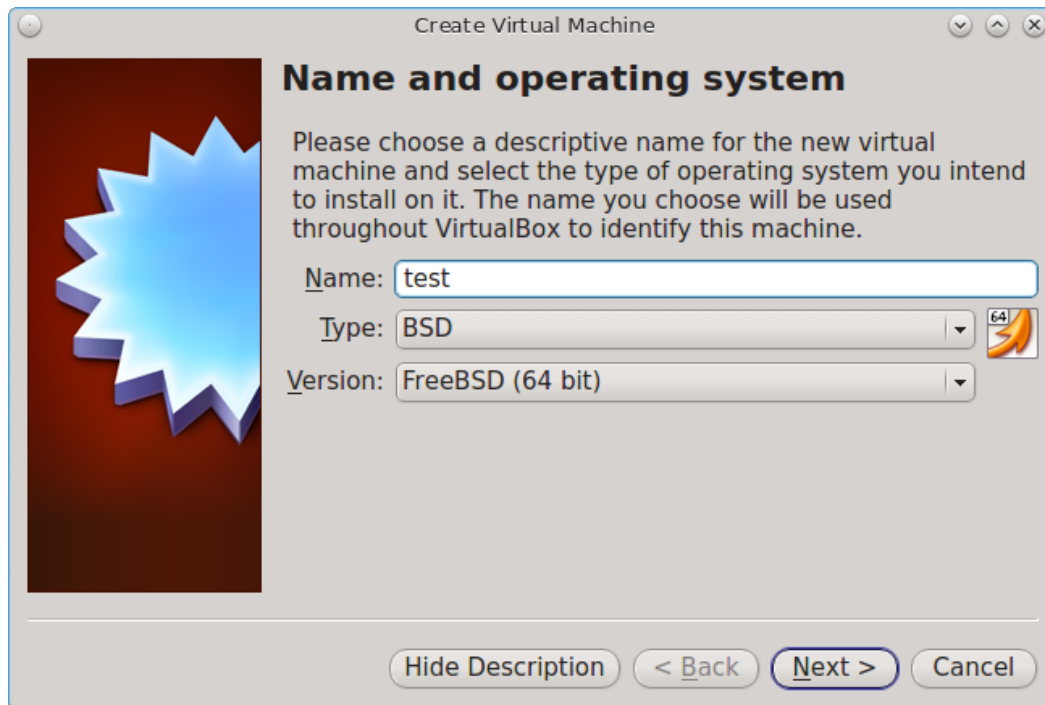 Create Virtual Machine
Name and operating system
Please choose a descriptive name for the new virtual
machine and select the type of operating system you intend
to install on it. The name you choose will be used
throughout VirtualBox to identify this machine.
Name: test
Type: BSD
64
Version: FreeBSD (64 bit)
Hide Description < Back Next > Cancel